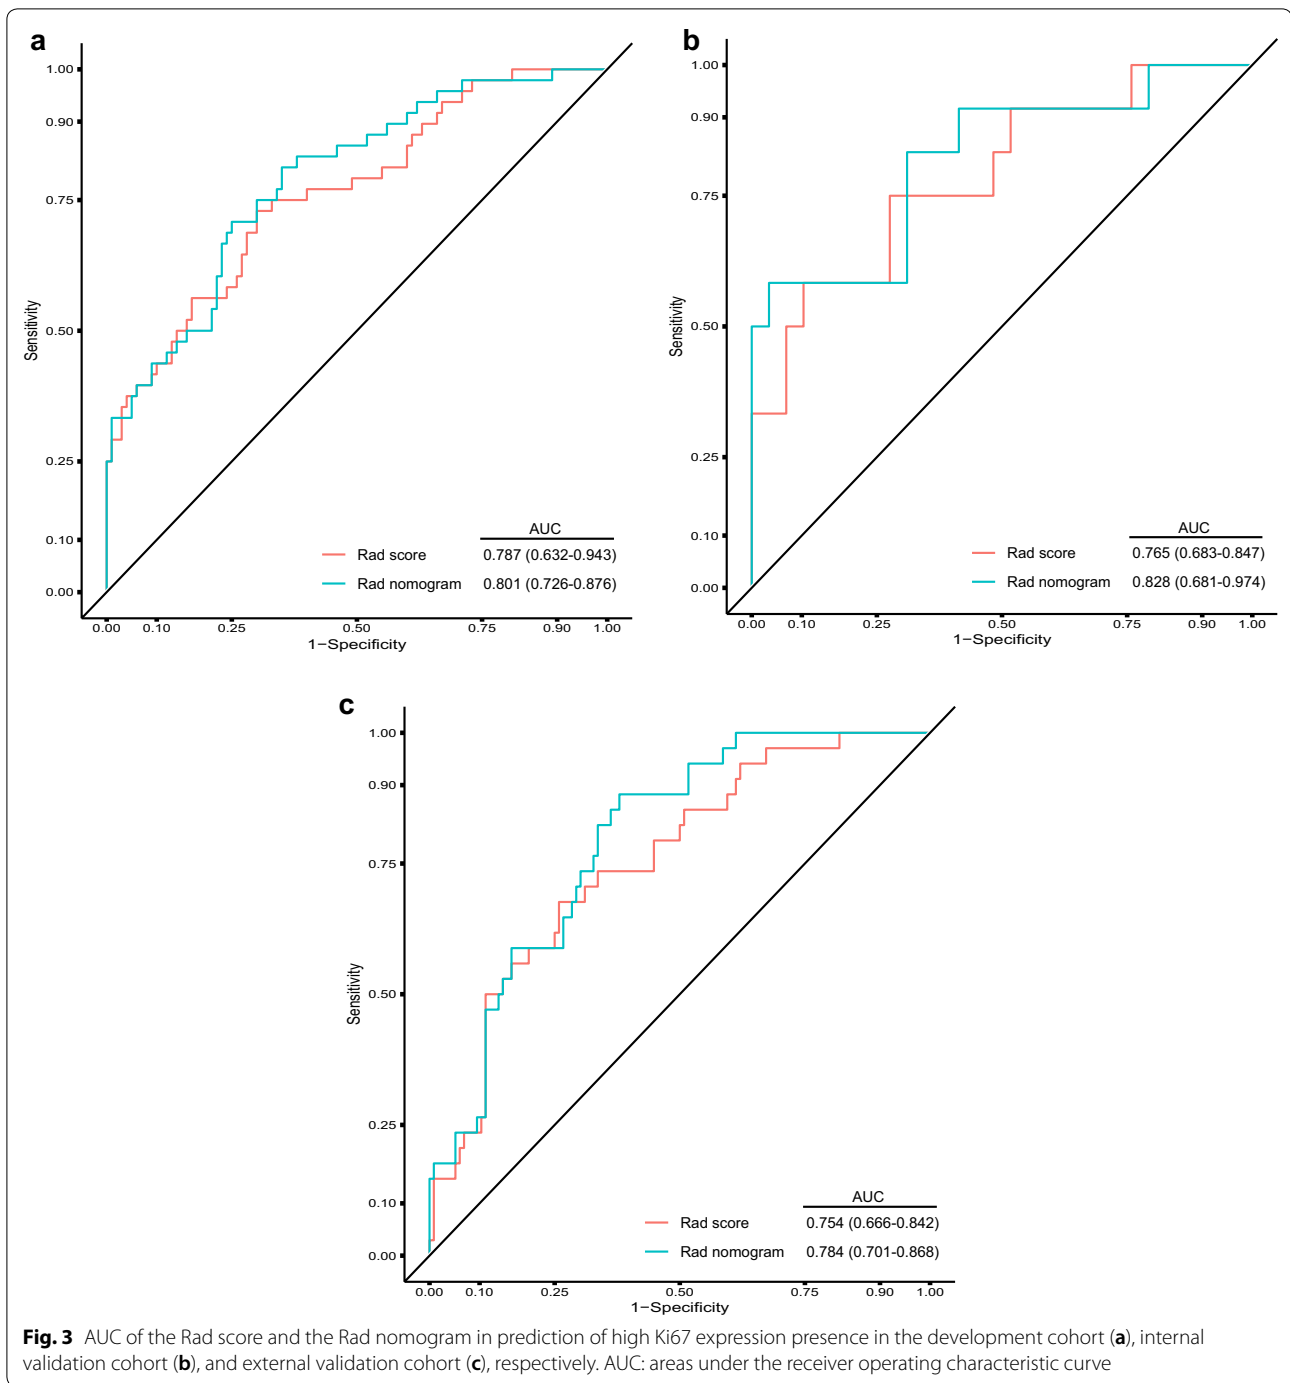 a
1.00
0.90
0.75
0.50
0.25
0.10
0.00
Sensitivity
AUC
Rad score 0.787 (0.632-0.943)
Rad nomogram 0.801 (0.726-0.876)
0.00 0.10 0.25 0.50 0.75 0.90 1.00
1−Specificity
b
1.00
0.90
0.75
0.50
0.25
0.10
0.00
Sensitivity
AUC
Rad score 0.765 (0.683-0.847)
Rad nomogram 0.828 (0.681-0.974)
0.00 0.10 0.25 0.50 0.75 0.90 1.00
1−Specificity
c
1.00
0.90
0.75
0.50
0.25
0.10
0.00
Sensitivity
AUC
Rad score 0.754 (0.666-0.842)
Rad nomogram 0.784 (0.701-0.868)
0.00 0.10 0.25 0.50 0.75 0.90 1.00
1−Specificity
Fig. 3 AUC of the Rad score and the Rad nomogram in prediction of high Ki67 expression presence in the development cohort (a), internal
validation cohort (b), and external validation cohort (c), respectively. AUC: areas under the receiver operating characteristic curve